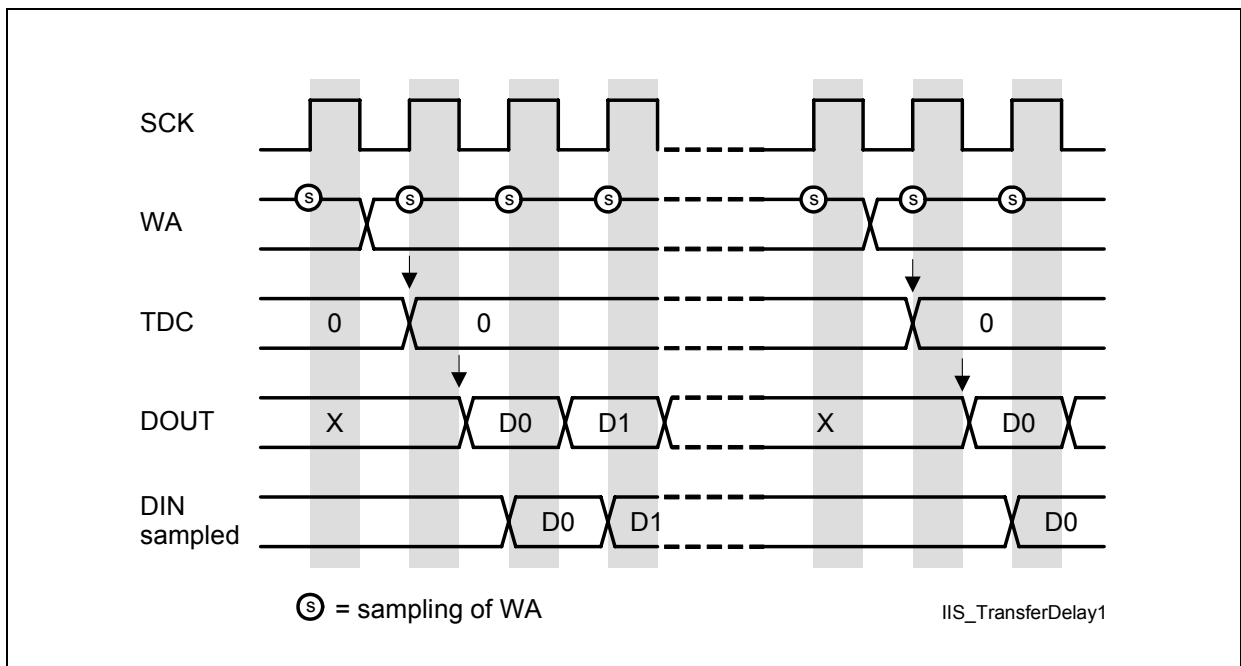 SCK
S S S S S S S
WA
TDC 0 0 0
DOUT X D0 D1 X D0
DIN
sampled
D0 D1 D0
S = sampling of WA
IIS_TransferDelay1